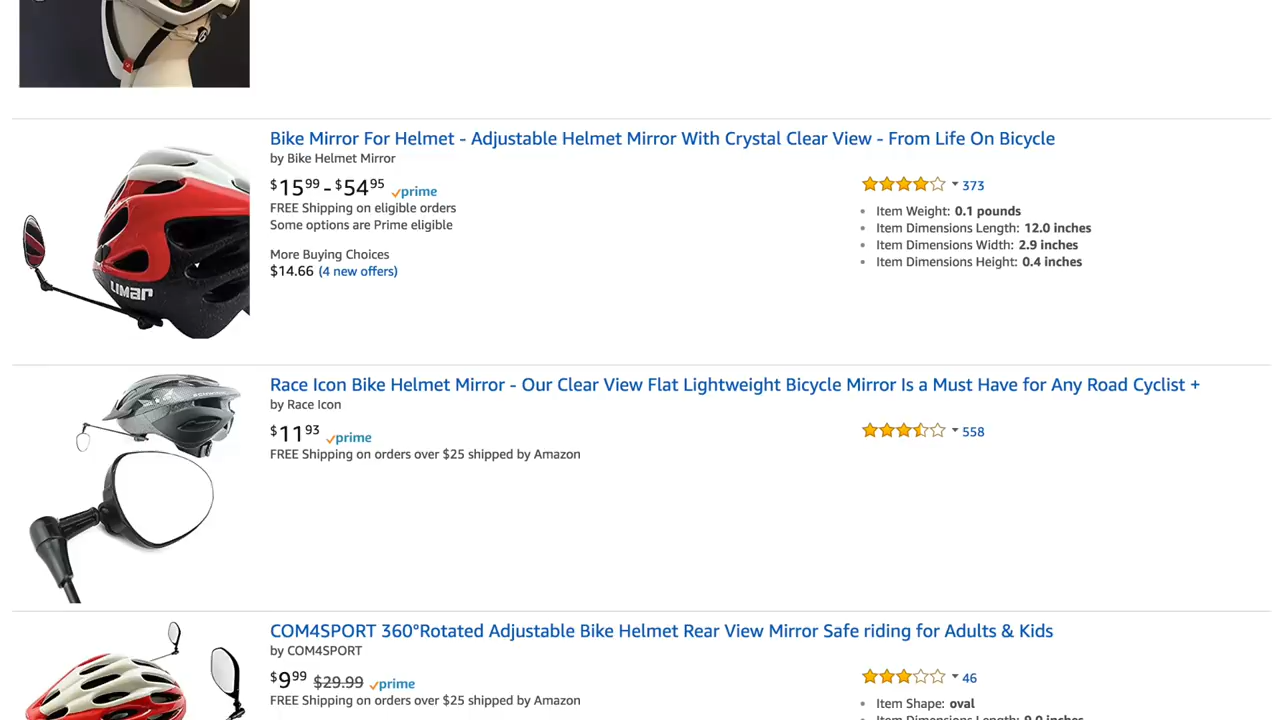 Bike Mirror For Helmet - Adjustable Helmet Mirror With Crystal Clear View - From Life On Bicycle
by Bike Helmet Mirror
$15.99 - $54.95 prime
FREE Shipping on eligible orders
Some options are Prime eligible
More Buying Choices
$14.66 (4 new offers)
373
• Item Weight: 0.1 pounds
• Item Dimensions Length: 12.0 inches
• Item Dimensions Width: 2.9 inches
• Item Dimensions Height: 0.4 inches
LIMAR
Race Icon Bike Helmet Mirror - Our Clear View Flat Lightweight Bicycle Mirror Is a Must Have for Any Road Cyclist +
by Race Icon
$11.93 prime
FREE Shipping on orders over $25 shipped by Amazon
558
COM4SPORT 360°Rotated Adjustable Bike Helmet Rear View Mirror Safe riding for Adults & Kids
by COM4SPORT
$9.99 $29.99 prime
FREE Shipping on orders over $25 shipped by Amazon
46
• Item Shape: oval
Item Dimensions Length: 9.0 inches